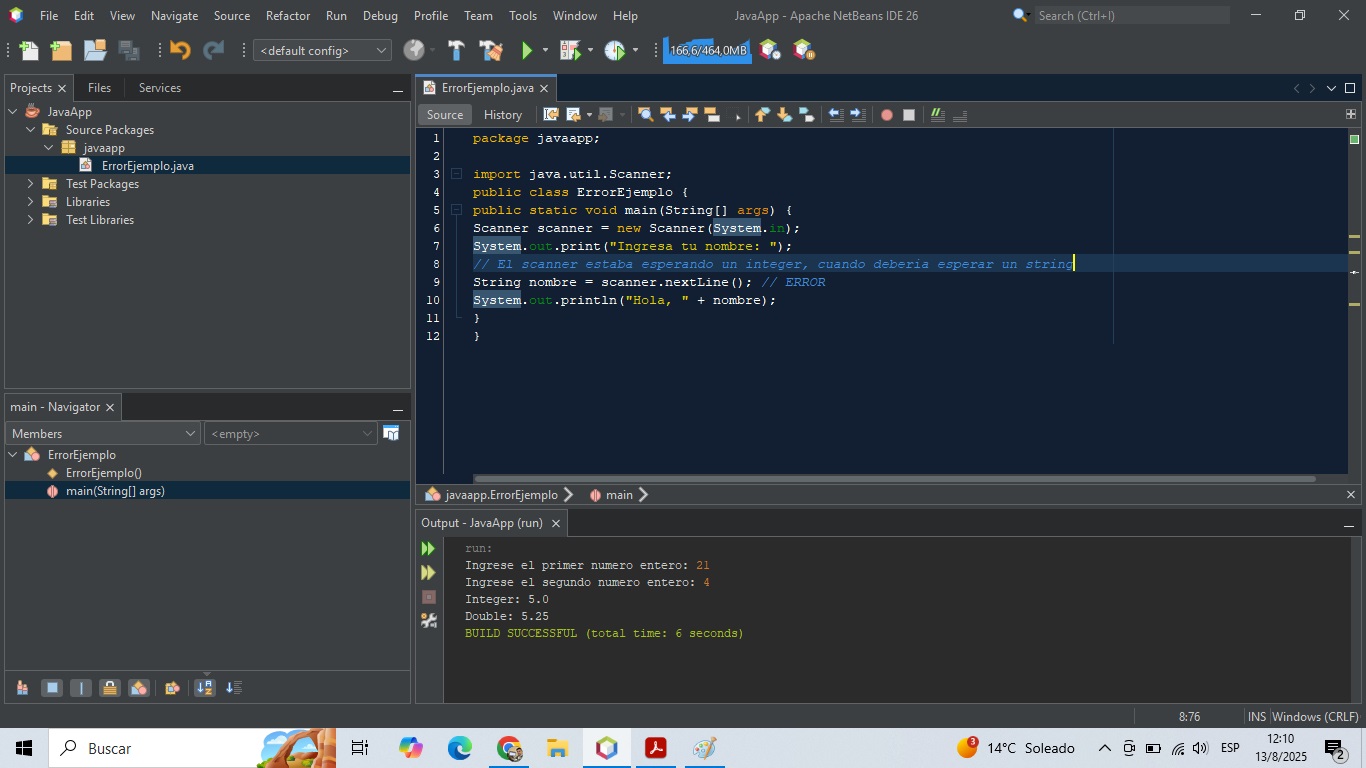 File Edit View Navigate Source Refactor Run Debug Profile Team Tools Window Help JavaApp - Apache NetBeans IDE 26 Search (Ctrl+I)
<default config> 166,6/464,0MB
Projects Files Services
JavaApp
Source Packages
javaapp
ErrorEjemplo.java
Test Packages
Libraries
Test Libraries
main - Navigator
Members <empty>
ErrorEjemplo
ErrorEjemplo()
main(String[] args)
ErrorEjemplo.java
Source History
1 package javaapp;
2
3 import java.util.Scanner;
4 public class ErrorEjemplo {
5 public static void main(String[] args) {
6 Scanner scanner = new Scanner(System.in);
7 System.out.print("Ingresa tu nombre: ");
8 // El scanner estaba esperando un integer, cuando deberia esperar un string
9 String nombre = scanner.nextLine(); // ERROR
10 System.out.println("Hola, " + nombre);
11 }
12 }
javaapp.ErrorEjemplo main
Output - JavaApp (run)
run:
Ingrese el primer numero entero: 21
Ingrese el segundo numero entero: 4
Integer: 5.0
Double: 5.25
BUILD SUCCESSFUL (total time: 6 seconds)
8:76 INS Windows (CRLF)
Buscar 3 14°C Soleado ESP 12:10
13/8/2025 2